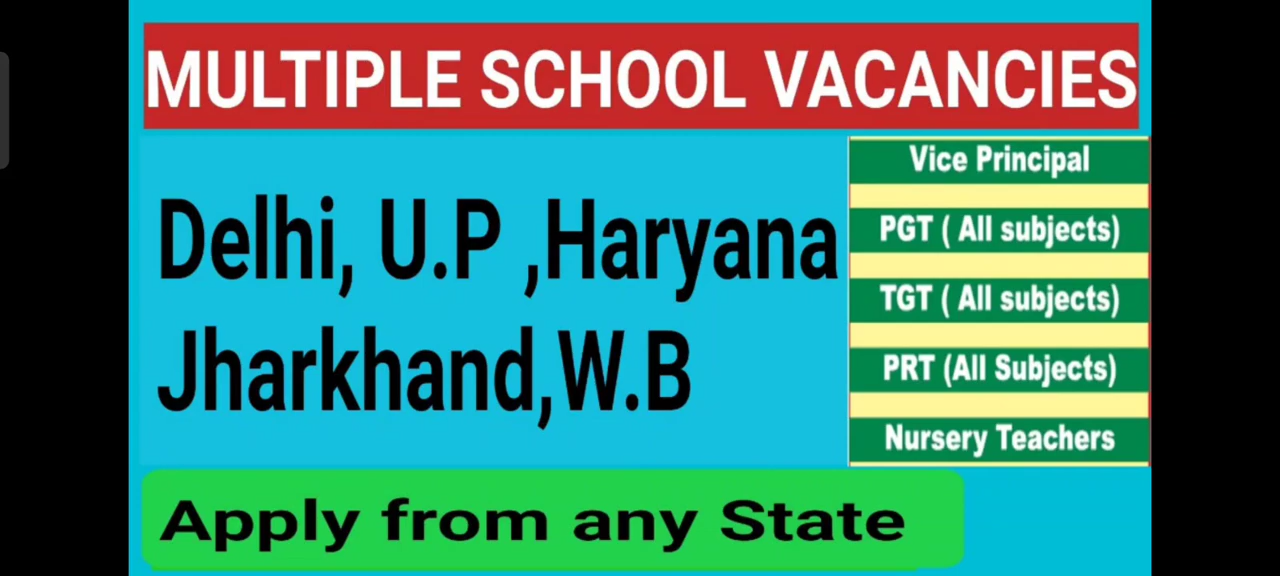 MULTIPLE SCHOOL VACANCIES
Delhi, U.P ,Haryana
Jharkhand,W.B
Vice Principal
PGT ( All subjects)
TGT ( All subjects)
PRT (All Subjects)
Nursery Teachers
Apply from any State